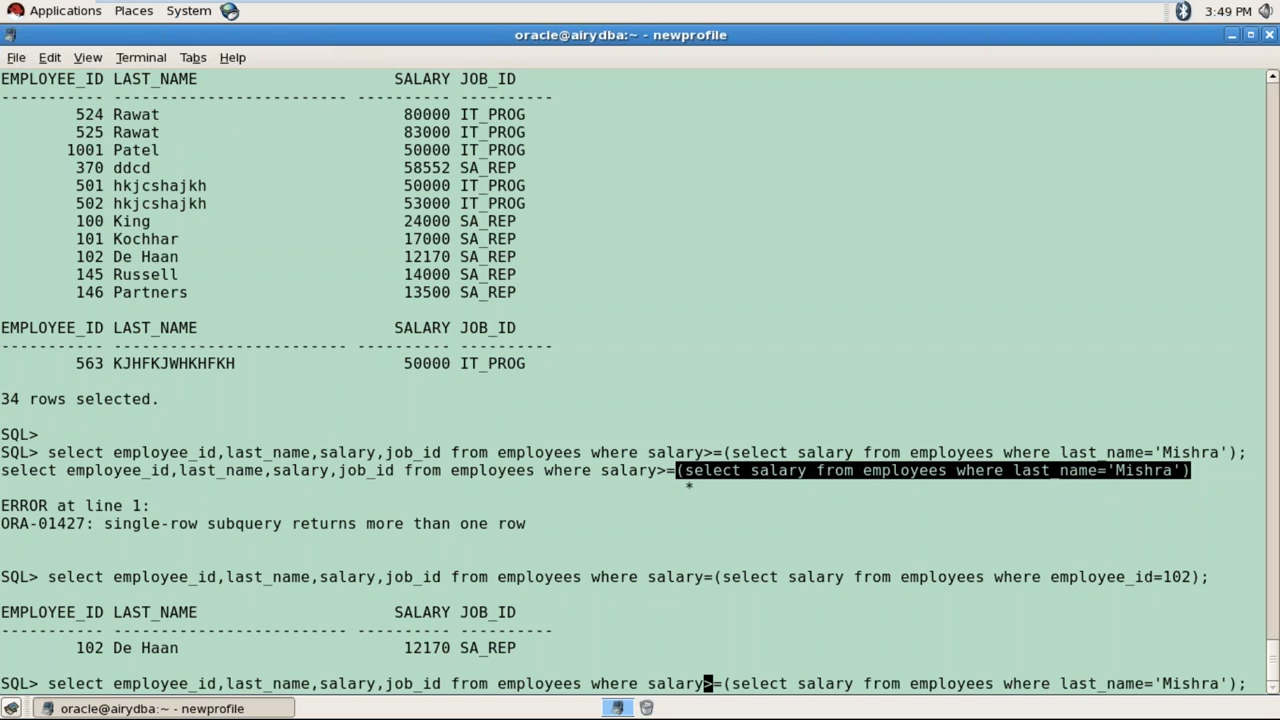 Applications Places System 3:49 PM
oracle@airydba:~ - newprofile
File Edit View Terminal Tabs Help
EMPLOYEE_ID LAST_NAME                     SALARY JOB_ID
----------- ------------------------- ---------- ----------
        524 Rawat                          80000 IT_PROG
        525 Rawat                          83000 IT_PROG
       1001 Patel                          50000 IT_PROG
        370 ddcd                           58552 SA_REP
        501 hkjcshajkh                     50000 IT_PROG
        502 hkjcshajkh                     53000 IT_PROG
        100 King                           24000 SA_REP
        101 Kochhar                        17000 SA_REP
        102 De Haan                        12170 SA_REP
        145 Russell                        14000 SA_REP
        146 Partners                       13500 SA_REP
EMPLOYEE_ID LAST_NAME                     SALARY JOB_ID
----------- ------------------------- ---------- ----------
        563 KJHFKJWHKHFKH                  50000 IT_PROG
34 rows selected.
SQL>
SQL> select employee_id,last_name,salary,job_id from employees where salary>=(select salary from employees where last_name='Mishra');
select employee_id,last_name,salary,job_id from employees where salary>=(select salary from employees where last_name='Mishra')
*
ERROR at line 1:
ORA-01427: single-row subquery returns more than one row
SQL> select employee_id,last_name,salary,job_id from employees where salary=(select salary from employees where employee_id=102);
EMPLOYEE_ID LAST_NAME                     SALARY JOB_ID
----------- ------------------------- ---------- ----------
        102 De Haan                        12170 SA_REP
SQL> select employee_id,last_name,salary,job_id from employees where salary>=(select salary from employees where last_name='Mishra');
oracle@airydba:~ - newprofile